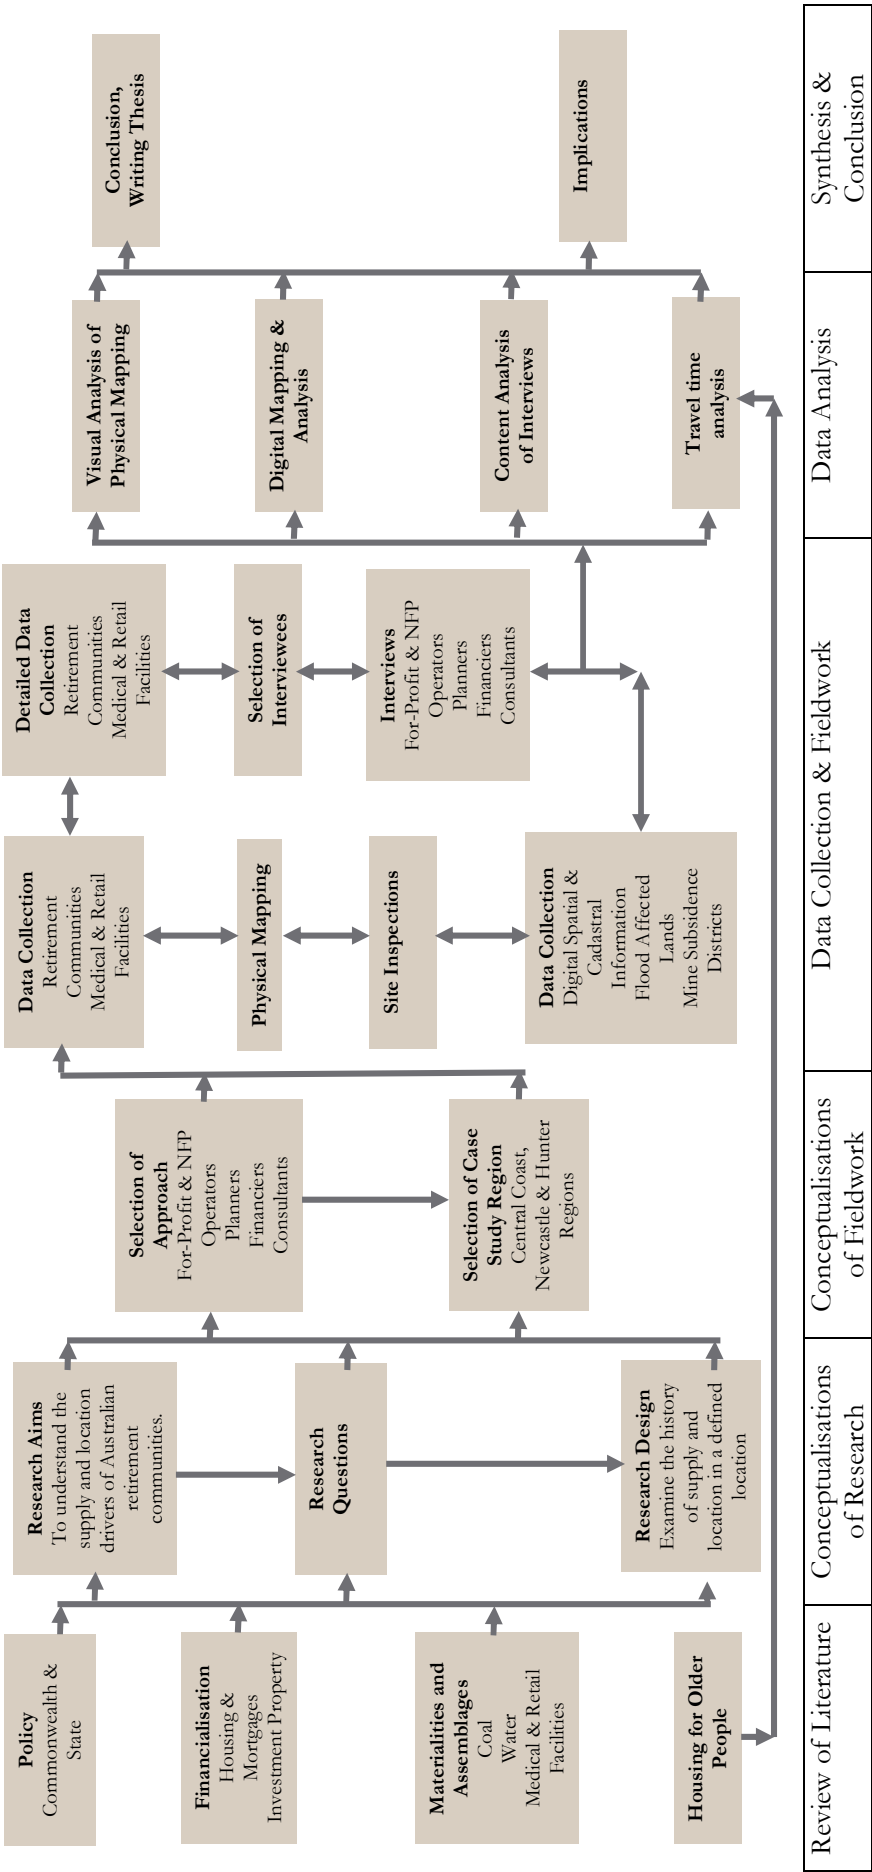 Policy
Commonwealth &
State
Financialisation
Housing &
Mortgages
Investment Property
Materialities and
Assemblages
Coal
Water
Medical & Retail
Facilities
Housing for Older
People
Research Aims
To understand the
supply and location
drivers of Australian
retirement
communities.
Research
Questions
Research Design
Examine the history
of supply and
location in a defined
location
Selection of
Approach
For-Profit & NFP
Operators
Planners
Financiers
Consultants
Selection of Case
Study Region
Central Coast,
Newcastle & Hunter
Regions
Data Collection
Retirement
Communities
Medical & Retail
Facilities
Physical Mapping
Site Inspections
Data Collection
Digital Spatial &
Cadastral
Information
Flood Affected
Lands
Mine Subsidence
Districts
Detailed Data
Collection
Retirement
Communities
Medical & Retail
Facilities
Selection of
Interviewees
Interviews
For-Profit & NFP
Operators
Planners
Financiers
Consultants
Visual Analysis of
Physical Mapping
Digital Mapping &
Analysis
Content Analysis
of Interviews
Travel time
analysis
Conclusion,
Writing Thesis
Implications
Review of Literature
Conceptualisations
of Research
Conceptualisations
of Fieldwork
Data Collection & Fieldwork
Data Analysis
Synthesis &
Conclusion